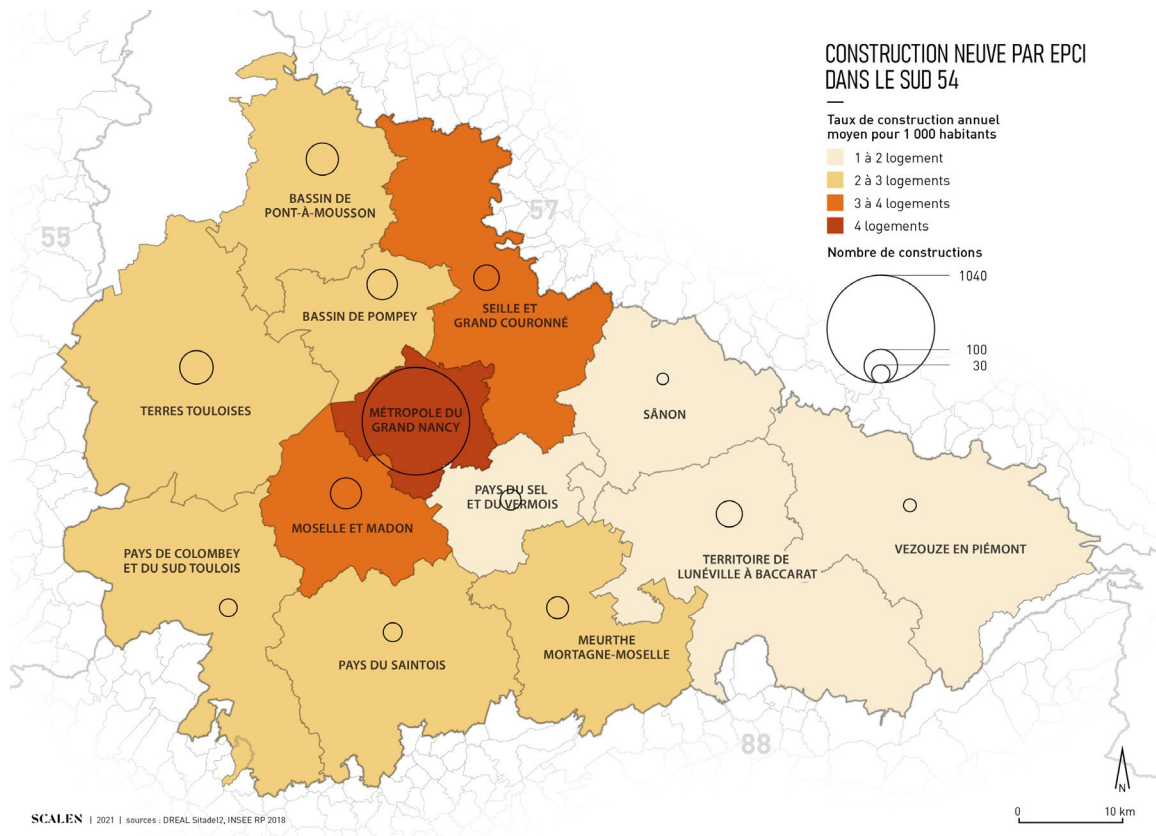 CONSTRUCTION NEUVE PAR EPCI
DANS LE SUD 54
Taux de construction annuel
moyen pour 1 000 habitants
1 à 2 logement
2 à 3 logements
3 à 4 logements
4 logements
Nombre de constructions
1040
100
30
55
57
88
BASSIN DE
PONT-À-MOUSSON
BASSIN DE POMPEY
SEILLE ET
GRAND COURONNÉ
TERRES TOULOISES
MÉTROPOLE DU
GRAND NANCY
SÂNON
PAYS DU SEL
ET DU VERMOIS
MOSELLE ET MADON
PAYS DE COLOMBEY
ET DU SUD TOULOIS
TERRITOIRE DE
LUNÉVILLE À BACCARAT
VEZOUZE EN PIÉMONT
MEURTHE
MORTAGNE-MOSELLE
PAYS DU SAINTOIS
N
0 10 km
SCALEN | 2021 | sources : DREAL Sitadel2, INSEE RP 2018